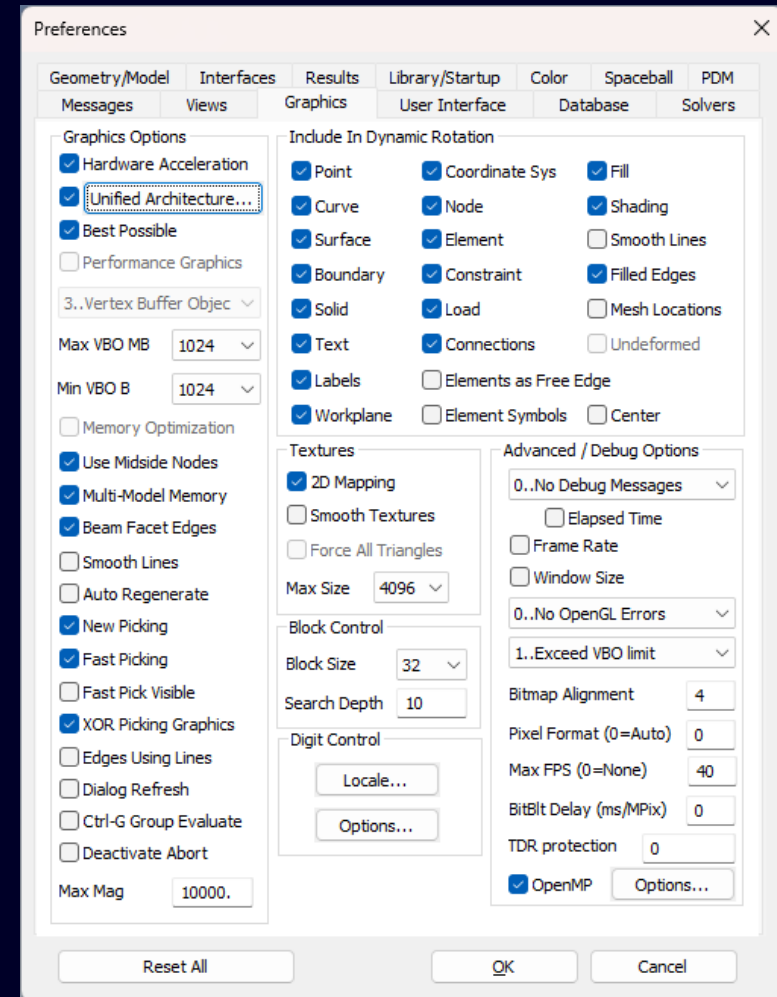 Preferences
Geometry/Model Interfaces Results Library/Startup Color Spaceball PDM
Messages Views Graphics User Interface Database Solvers
Graphics Options
Hardware Acceleration
Unified Architecture...
Best Possible
Performance Graphics
3..Vertex Buffer Objec
Max VBO MB 1024
Min VBO B 1024
Memory Optimization
Use Midside Nodes
Multi-Model Memory
Beam Facet Edges
Smooth Lines
Auto Regenerate
New Picking
Fast Picking
Fast Pick Visible
XOR Picking Graphics
Edges Using Lines
Dialog Refresh
Ctrl-G Group Evaluate
Deactivate Abort
Max Mag 10000.
Include In Dynamic Rotation
Point Coordinate Sys Fill
Curve Node Shading
Surface Element Smooth Lines
Boundary Constraint Filled Edges
Solid Load Mesh Locations
Text Connections Undeformed
Labels Elements as Free Edge
Workplane Element Symbols Center
Textures
2D Mapping
Smooth Textures
Force All Triangles
Max Size 4096
Block Control
Block Size 32
Search Depth 10
Digit Control
Locale...
Options...
Advanced / Debug Options
0..No Debug Messages
Elapsed Time
Frame Rate
Window Size
0..No OpenGL Errors
1..Exceed VBO limit
Bitmap Alignment 4
Pixel Format (0=Auto) 0
Max FPS (0=None) 40
BitBlt Delay (ms/MPix) 0
TDR protection 0
OpenMP Options...
Reset All OK Cancel